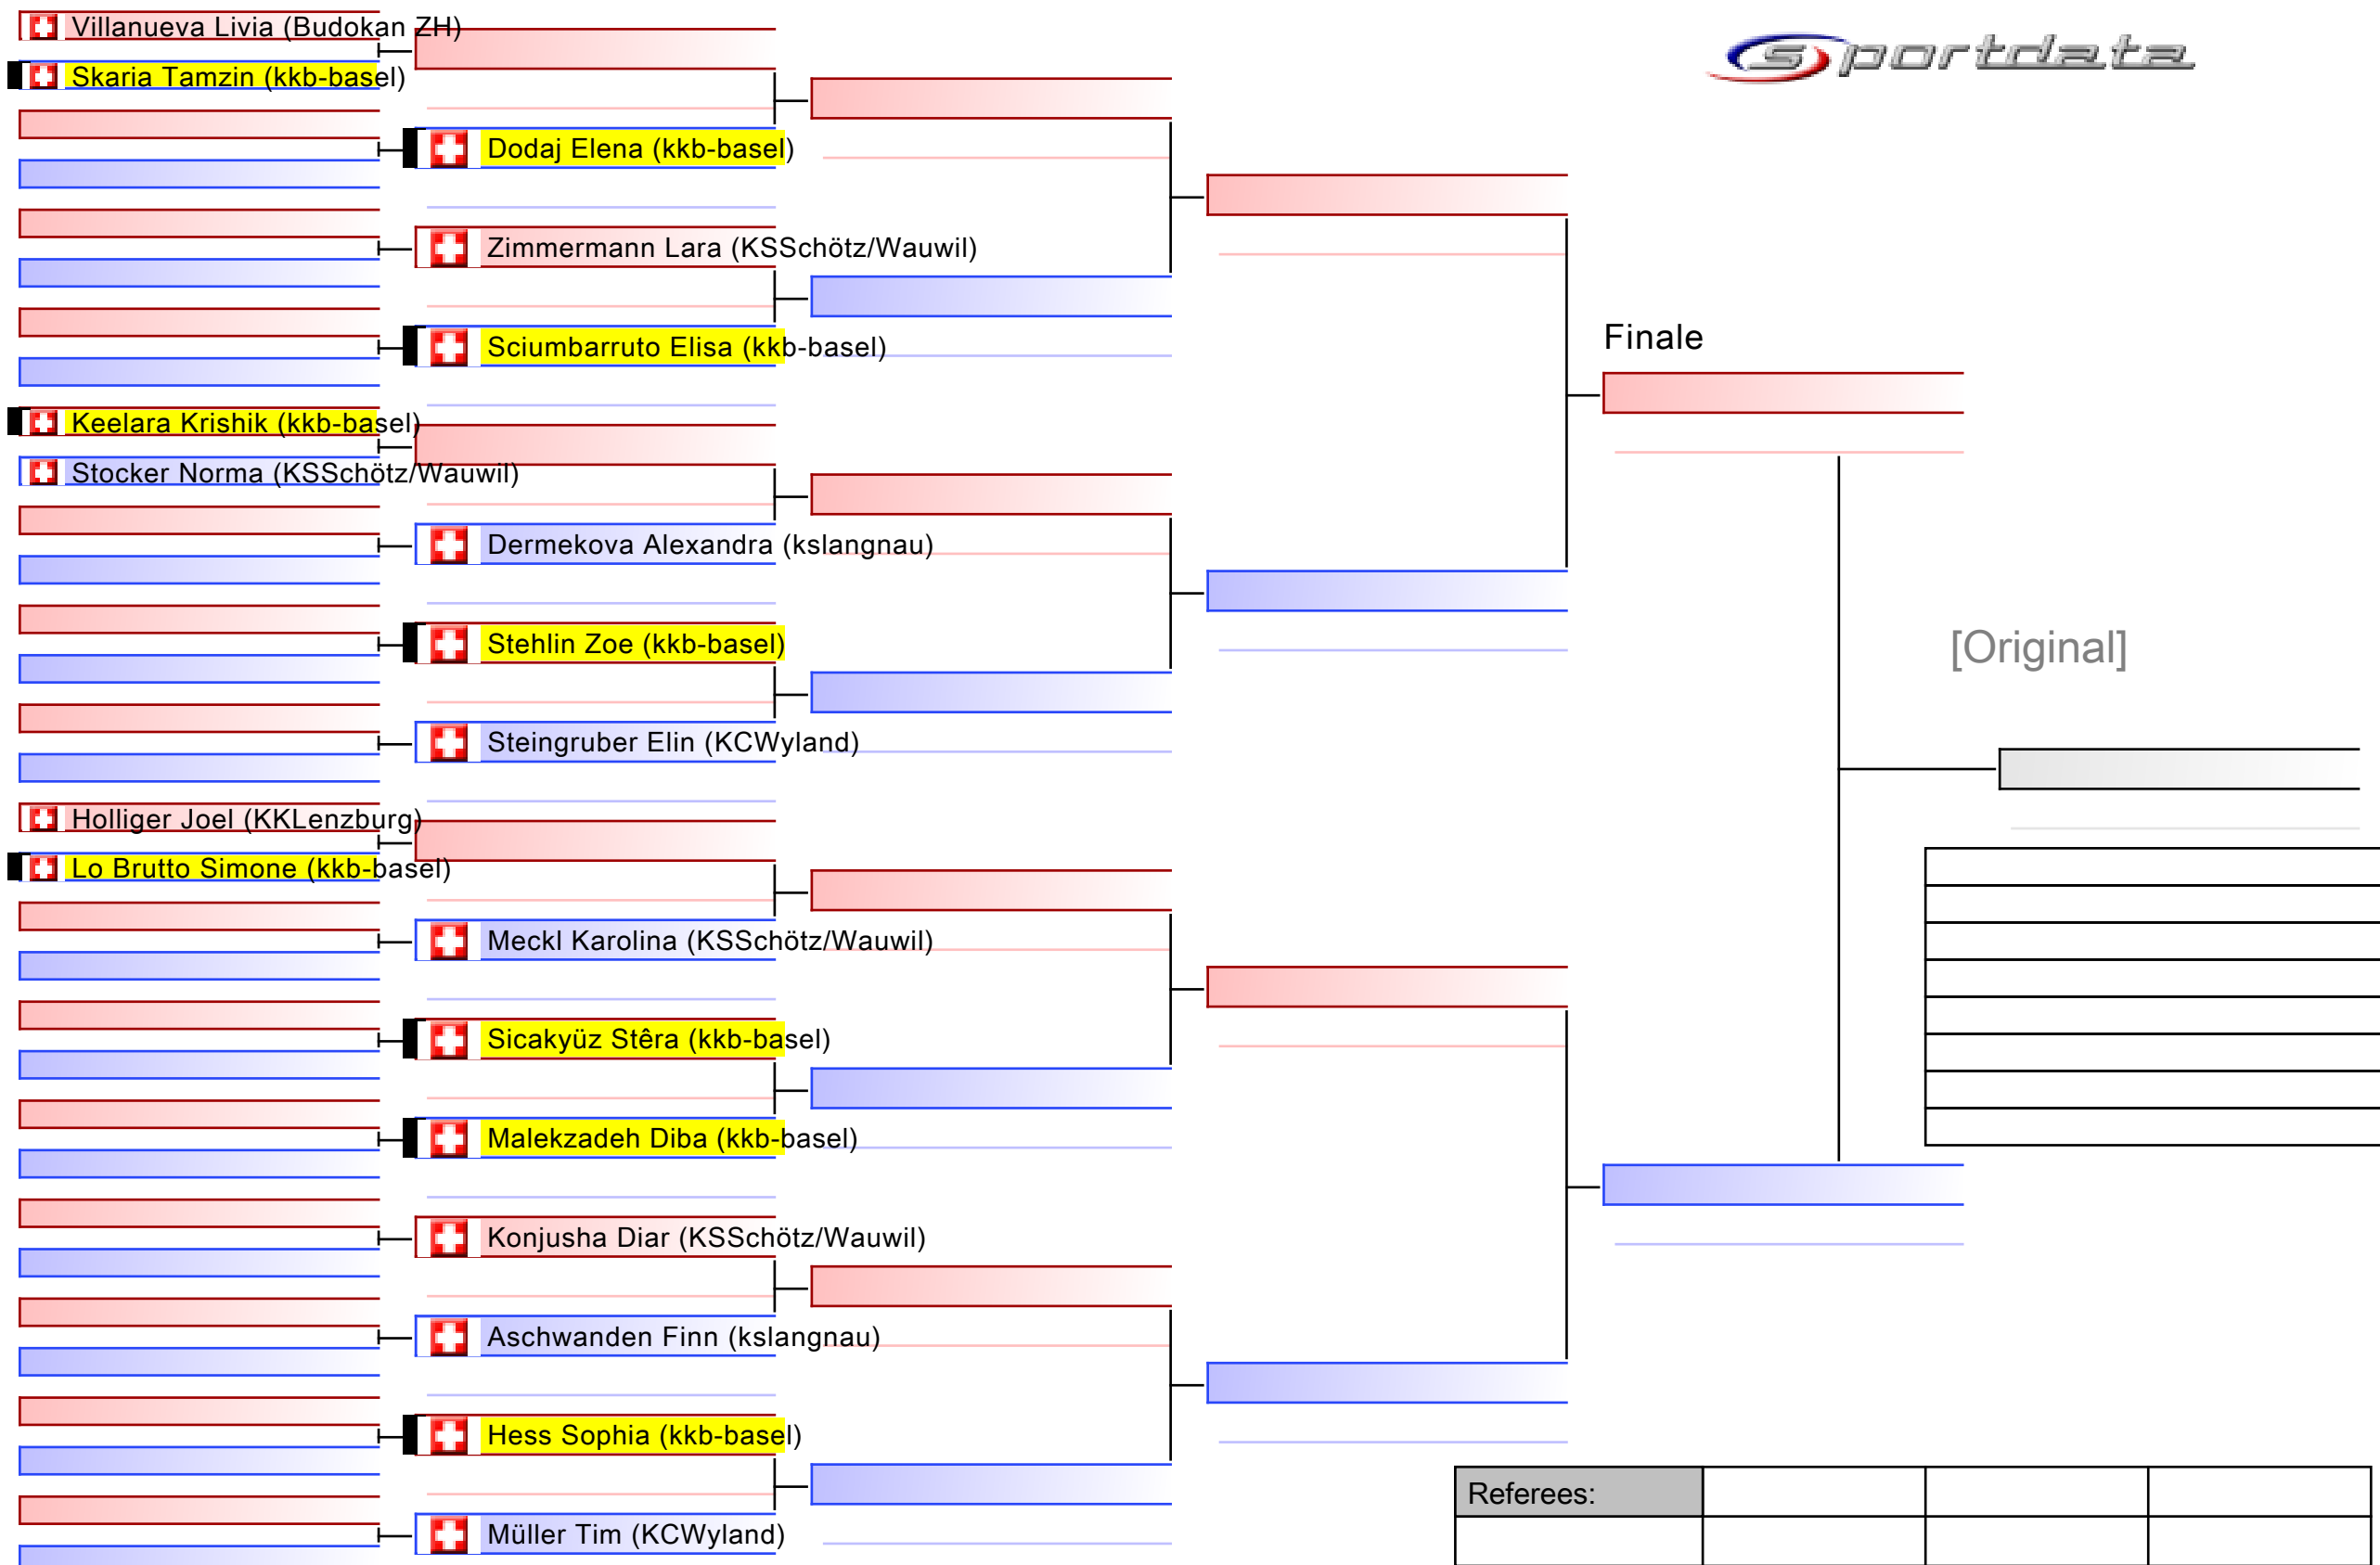 Villanueva Livia (Budokan ZH)
sportdata
Skaria Tamzin (kkb-basel)
Dodaj Elena (kkb-basel)
Zimmermann Lara (KSSchötz/Wauwil)
Finale
Sciumbarruto Elisa (kkb-basel)
Keelara Krishik (kkb-basel)
Stocker Norma (KSSchötz/Wauwil)
Dermekova Alexandra (kslangnau)
Stehlin Zoe (kkb-basel)
[Original]
Steingruber Elin (KCWyland)
Holliger Joel (KKLenzburg)
Lo Brutto Simone (kkb-basel)
Meckl Karolina (KSSchötz/Wauwil)
Sicakyüz Stêra (kkb-basel)
Malekzadeh Diba (kkb-basel)
Konjusha Diar (KSSchötz/Wauwil)
Aschwanden Finn (kslangnau)
Hess Sophia (kkb-basel)
Referees:
Müller Tim (KCWyland)